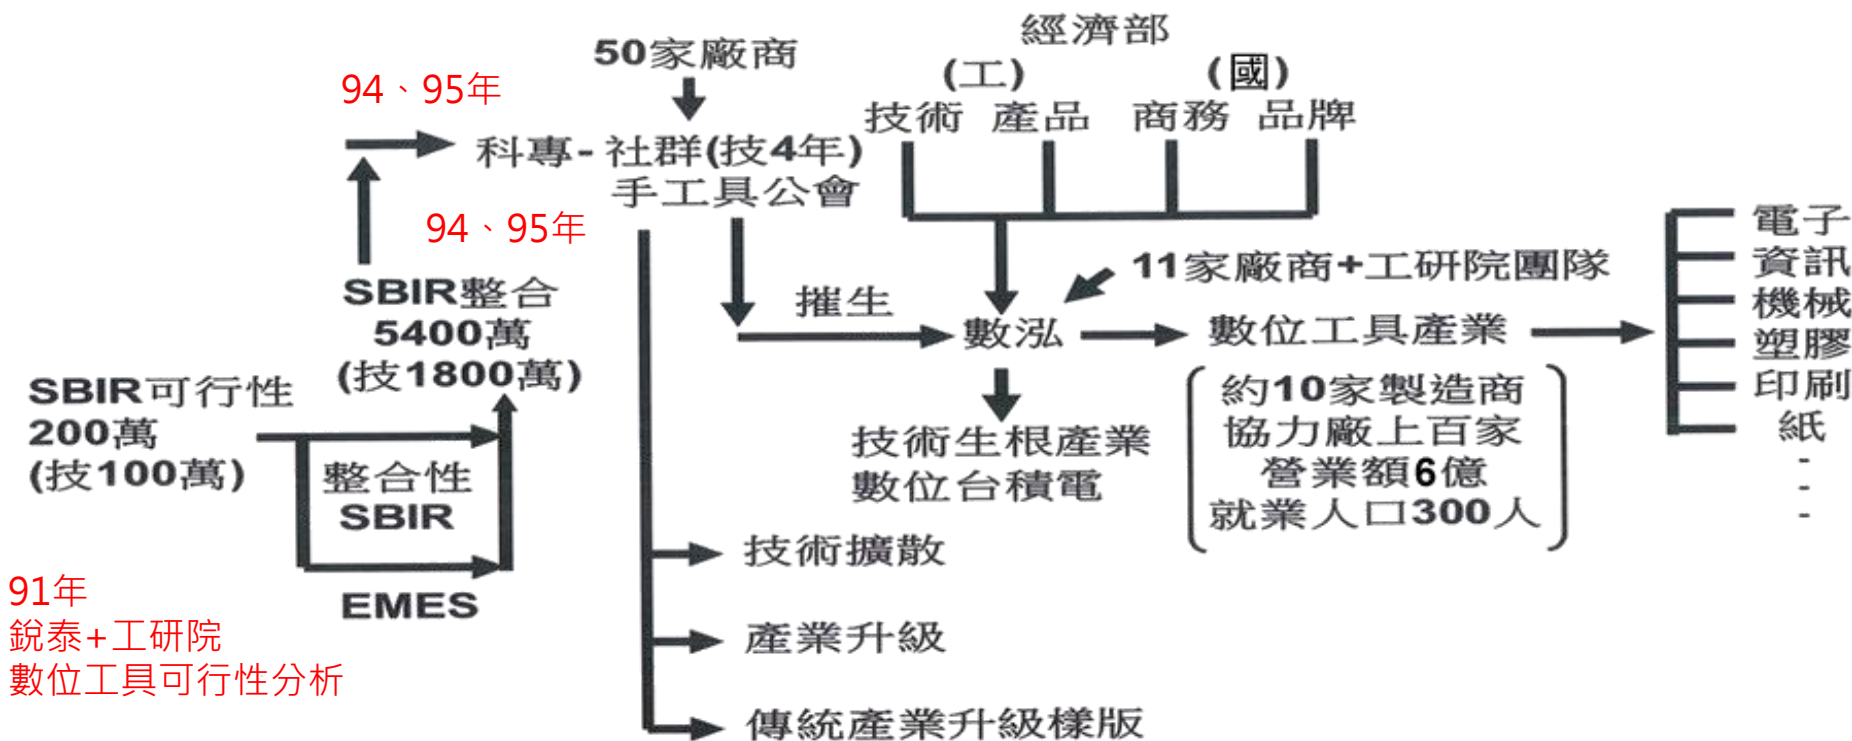 經濟部
50家廠商
(工)
(國)
94、95年
技術 產品 商務 品牌
科專-社群(技4年)
手工具公會
94、95年
11家廠商+工研院團隊
SBIR整合
5400萬
(技1800萬)
摧生
數泓
數位工具產業
電子
資訊
機械
塑膠
印刷
紙
-
-
-
SBIR可行性
200萬
(技100萬)
整合性
SBIR
EMES
技術生根產業
數位台積電
約10家製造商
協力廠上百家
營業額6億
就業人口300人
技術擴散
產業升級
傳統產業升級樣版
91年
銳泰+工研院
數位工具可行性分析